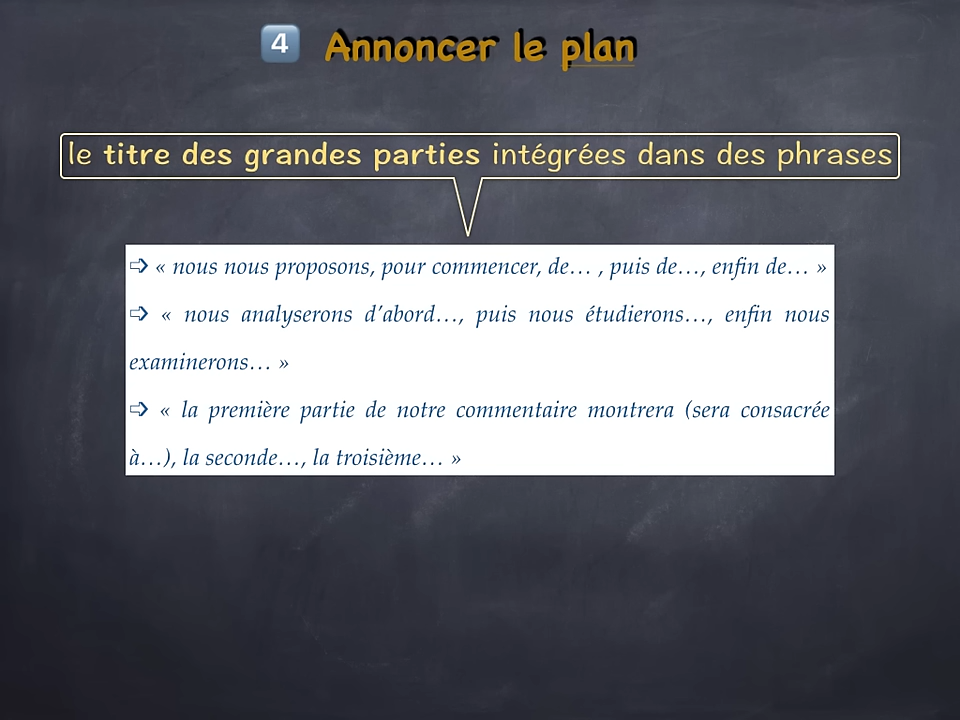 4 Annoncer le plan
le titre des grandes parties intégrées dans des phrases
➩ « nous nous proposons, pour commencer, de… , puis de…, enfin de… »
➩ « nous analyserons d’abord…, puis nous étudierons…, enfin nous
examinerons… »
➩ « la première partie de notre commentaire montrera (sera consacrée
à…), la seconde…, la troisième… »